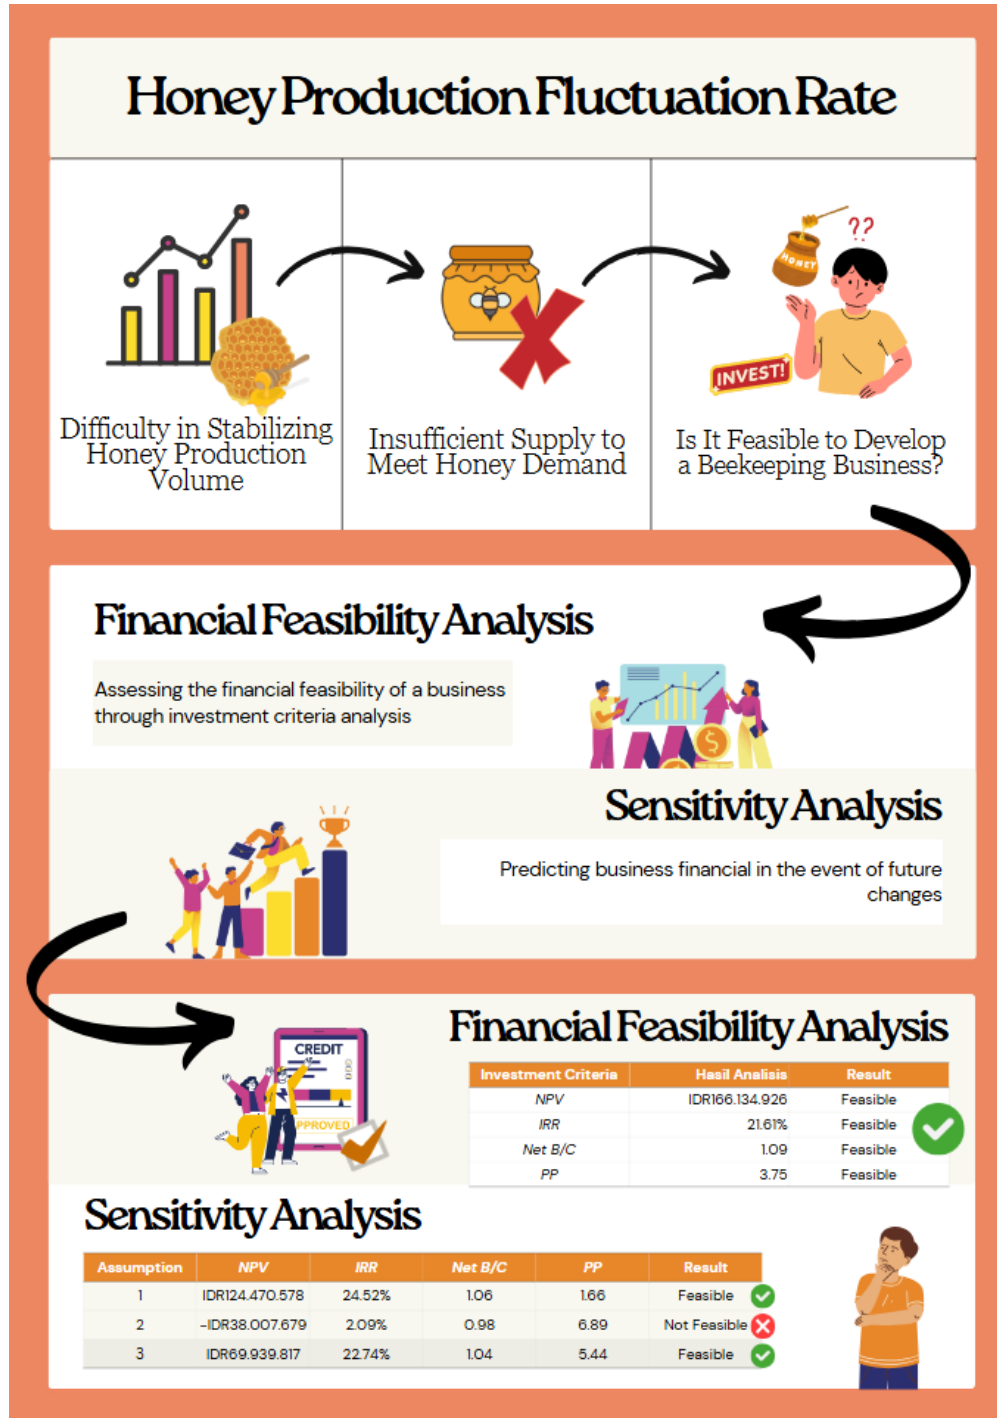 Honey Production Fluctuation Rate
HONEY
??
INVEST!
Difficulty in Stabilizing
Honey Production
Volume
Insufficient Supply to
Meet Honey Demand
Is It Feasible to Develop
a Beekeeping Business?
Financial Feasibility Analysis
Assessing the financial feasibility of a business
through investment criteria analysis
$
Sensitivity Analysis
Predicting business financial in the event of future
changes
CREDIT
APPROVED
Financial Feasibility Analysis
Investment Criteria Hasil Analisis Result
NPV IDR166.134.926 Feasible
IRR 21.61% Feasible
Net B/C 1.09 Feasible
PP 3.75 Feasible
Sensitivity Analysis
Assumption NPV IRR Net B/C PP Result
1 IDR124.470.578 24.52% 1.06 1.66 Feasible
2 -IDR38.007.679 2.09% 0.98 6.89 Not Feasible
3 IDR69.939.817 22.74% 1.04 5.44 Feasible